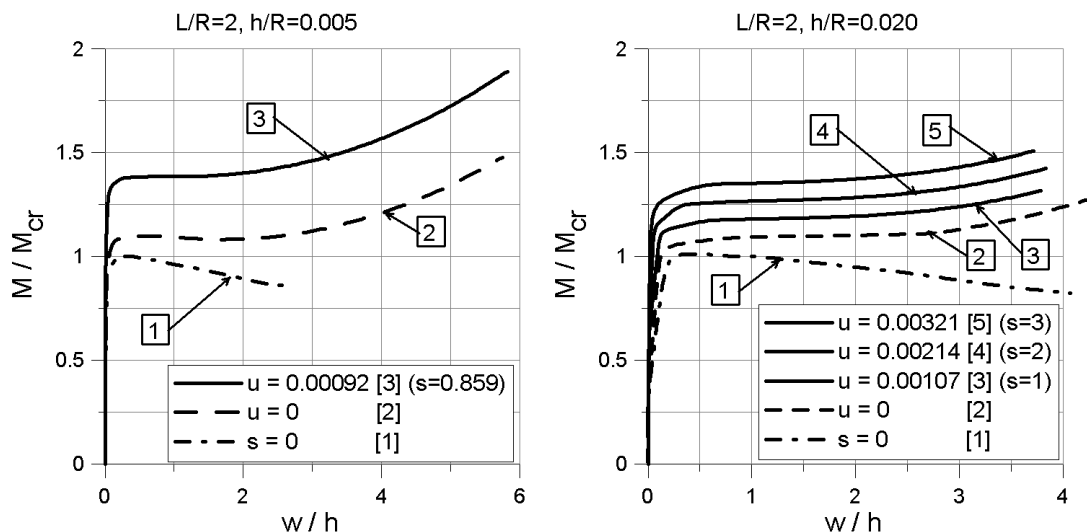 L/R=2, h/R=0.005
2
1.5
1
0.5
0
M / Mcr
3
2
1
u = 0.00092 [3] (s=0.859)
u = 0 [2]
s = 0 [1]
0 2 4 6
w / h
L/R=2, h/R=0.020
2
1.5
1
0.5
0
M / Mcr
4
5
3
2
1
u = 0.00321 [5] (s=3)
u = 0.00214 [4] (s=2)
u = 0.00107 [3] (s=1)
u = 0 [2]
s = 0 [1]
0 1 2 3 4
w / h